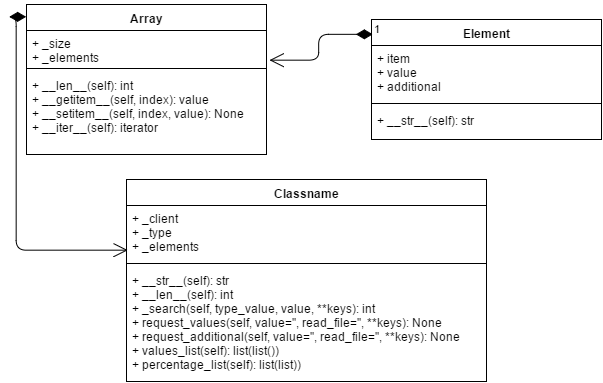 Array
+ _size
+ _elements
+ __len__(self): int
+ __getitem__(self, index): value
+ __setitem__(self, index, value): None
+ __iter__(self): iterator
1
Element
+ item
+ value
+ additional
+ __str__(self): str
Classname
+ _client
+ _type
+ _elements
+ __str__(self): str
+ __len__(self): int
+ _search(self, type_value, value, **keys): int
+ request_values(self, value='', read_file='', **keys): None
+ request_additional(self, value='', read_file='', **keys): None
+ values_list(self): list(list())
+ percentage_list(self): list(list))